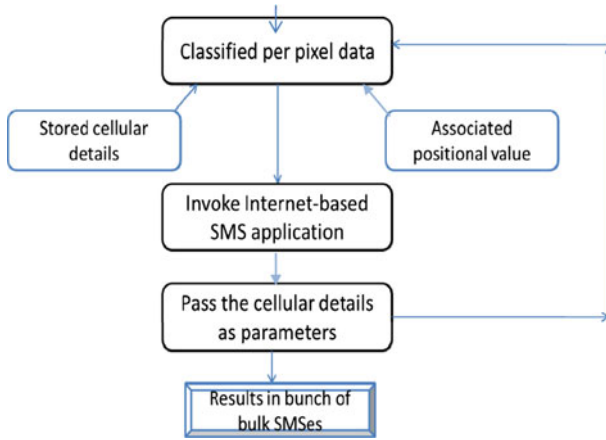 Classified per pixel data
Stored cellular
details
Associated
positional value
Invoke Internet-based
SMS application
Pass the cellular details
as parameters
Results in bunch of
bulk SMSes